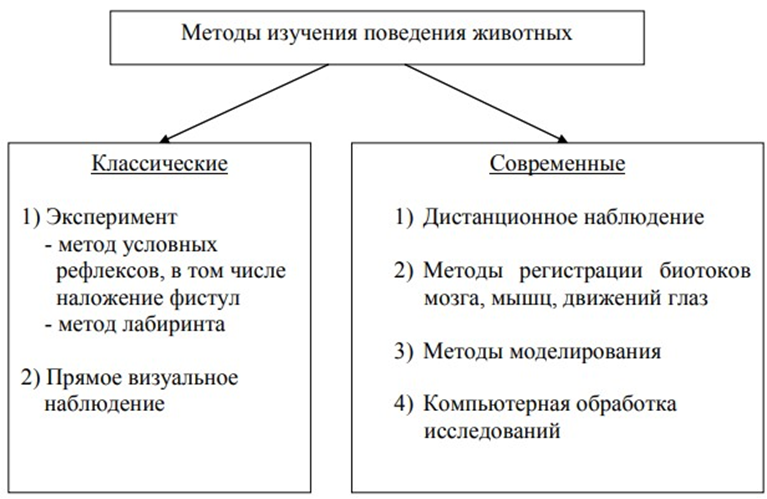 Методы изучения поведения животных
Классические
1) Эксперимент
- метод условных
рефлексов, в том числе
наложение фистул
- метод лабиринта
2) Прямое визуальное
наблюдение
Современные
1) Дистанционное наблюдение
2) Методы регистрации биотоков
мозга, мышц, движений глаз
3) Методы моделирования
4) Компьютерная обработка
исследований